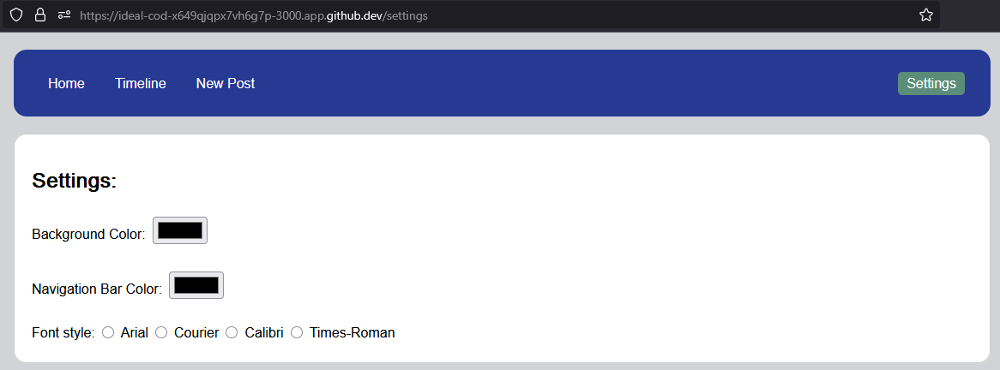 https://ideal-cod-x649qjqpx7vh6g7p-3000.app.github.dev/settings
Home Timeline New Post Settings
Settings:
Background Color:
Navigation Bar Color:
Font style: Arial Courier Calibri Times-Roman